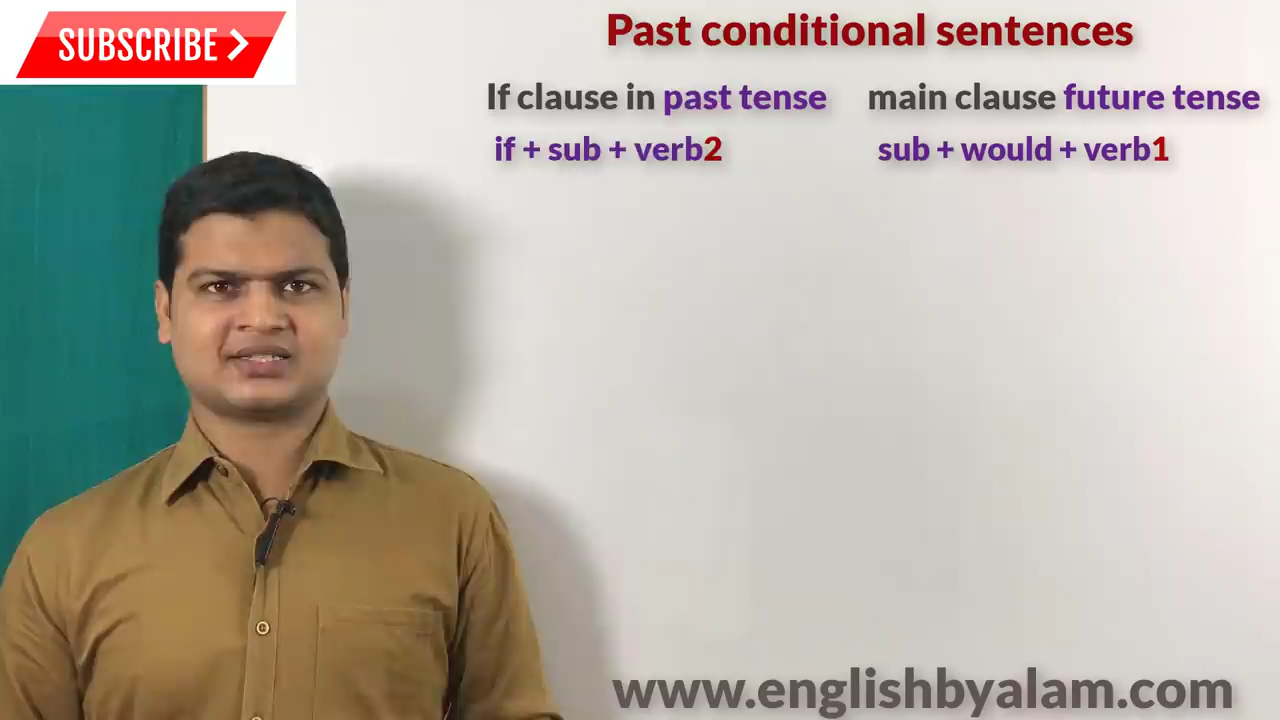 SUBSCRIBE
Past conditional sentences
If clause in past tense main clause future tense
if + sub + verb2 sub + would + verb1
www.englishbyalam.com